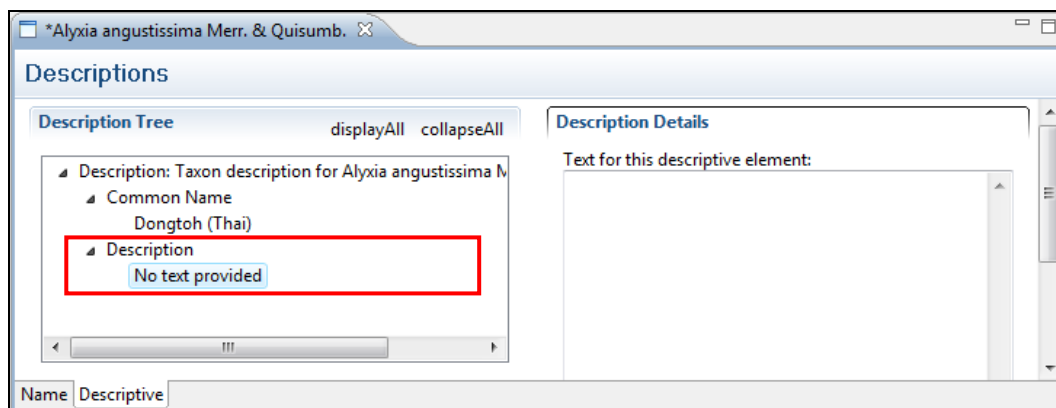 *Alyxia angustissima Merr. & Quisumb.
Descriptions
Description Tree
displayAll collapseAll
Description: Taxon description for Alyxia angustissima M
Common Name
Dongtoh (Thai)
Description
No text provided
Description Details
Text for this descriptive element:
Name Descriptive